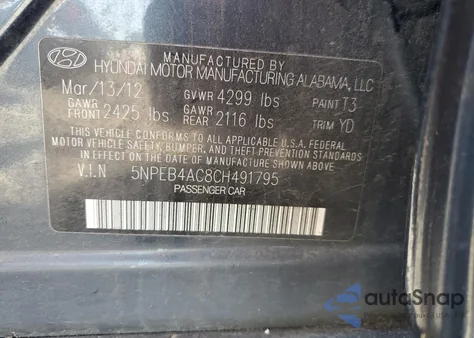 MANUFACTURED BY
HYUNDAI MOTOR MANUFACTURING ALABAMA, LLC
Mar/13/12 GVWR 4299 lbs PAINT T3
GAWR FRONT 2425 lbs GAWR REAR 2116 lbs TRIM YD
THIS VEHICLE CONFORMS TO ALL APPLICABLE U.S.A. FEDERAL
MOTOR VEHICLE SAFETY, BUMPER, AND THEFT PREVENTION STANDARDS
IN EFFECT ON THE DATE OF MANUFACTURE SHOWN ABOVE
V.I.N 5NPEB4AC8CH491795
PASSENGER CAR
autaSnap